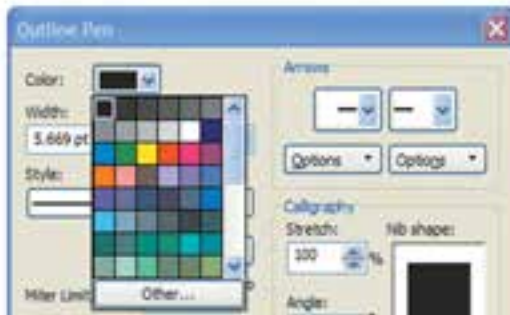 Outline Pen
Color:
Width:
5.669 pt
Style:
Other...
Miter Limit
Arrows
Options
Options
Calligraphy
Stretch:
100
%
Nib shape:
Angle: